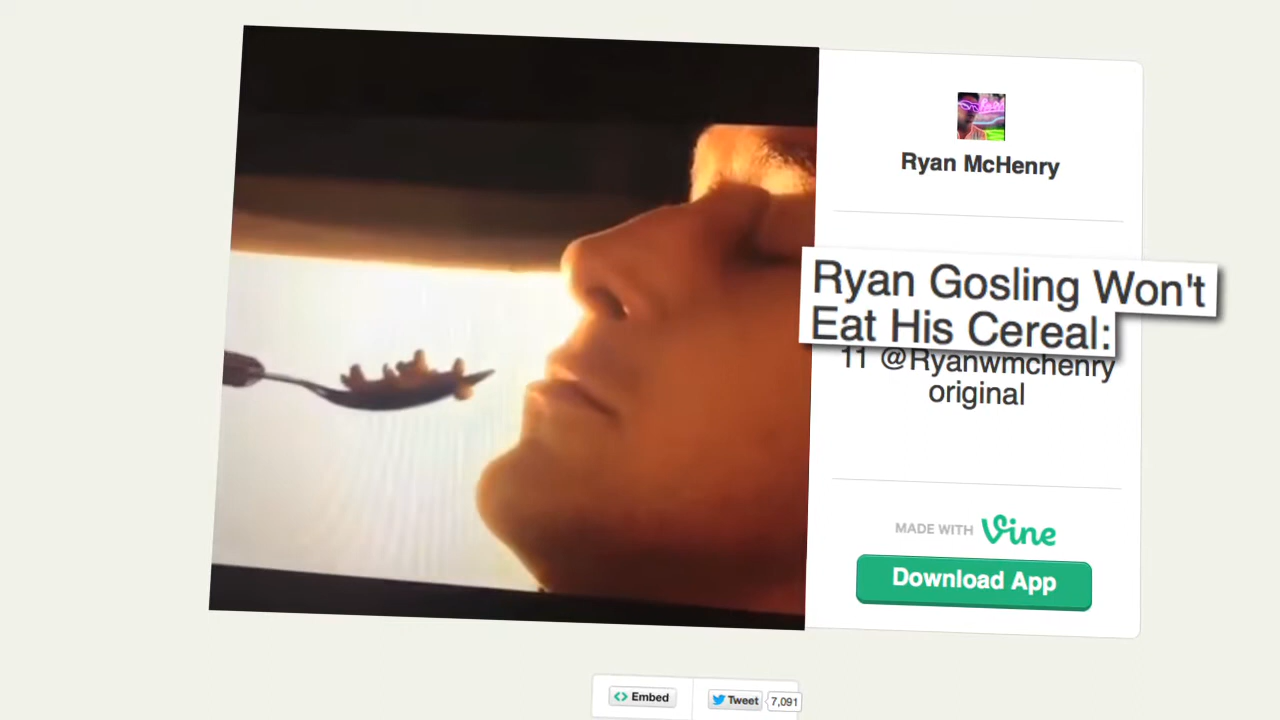 Ryan McHenry
Ryan Gosling Won't
Eat His Cereal:
11 @Ryanwmchenry
original
MADE WITH Vine
Download App
Embed
Tweet
7,091